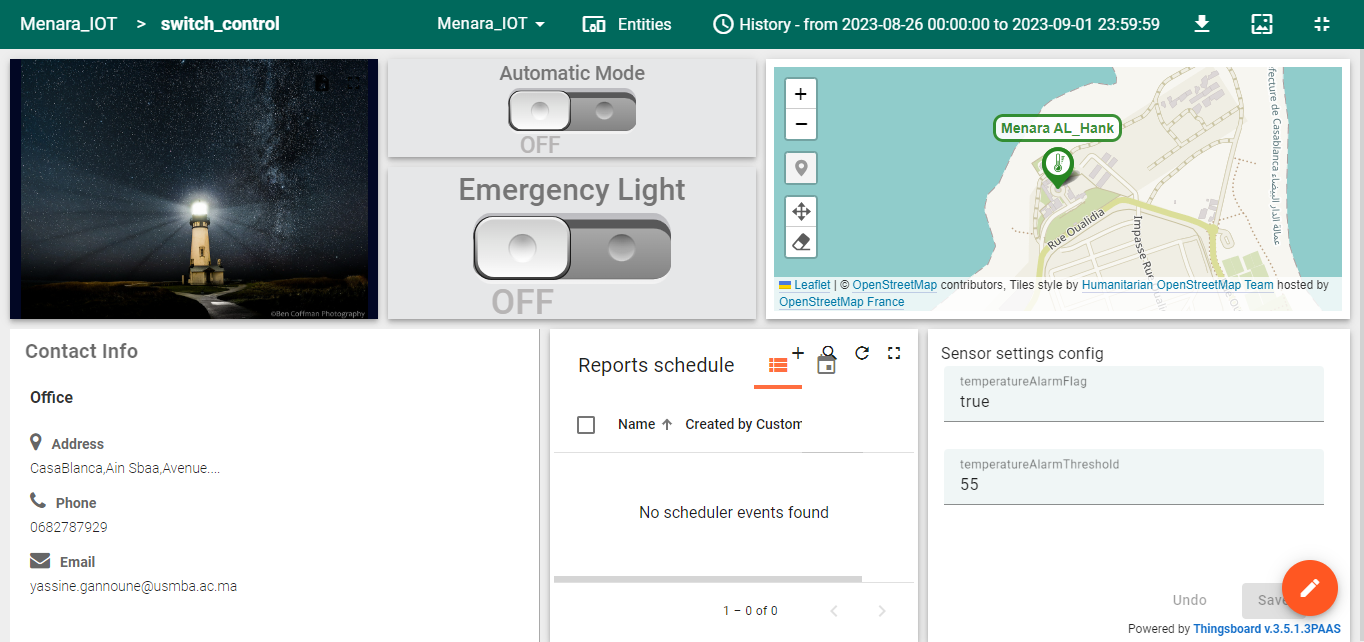 Menara_IOT > switch_control
Menara_IOT
Entities
History - from 2023-08-26 00:00:00 to 2023-09-01 23:59:59
©Ben Coffman Photography
Automatic Mode
OFF
Emergency Light
OFF
+
−
Menara AL_Hank
Rue Oualidia
Impasse Rue
fecture de Casablanca عمالة الدار البيضاء
Leaflet | © OpenStreetMap contributors, Tiles style by Humanitarian OpenStreetMap Team hosted by
OpenStreetMap France
Contact Info
Office
Address
CasaBlanca,Ain Sbaa,Avenue....
Phone
0682787929
Email
yassine.gannoune@usmba.ac.ma
Reports schedule
Name Created by Custom
No scheduler events found
1 – 0 of 0
Sensor settings config
temperatureAlarmFlag
true
temperatureAlarmThreshold
55
Undo
Save
Powered by Thingsboard v.3.5.1.3PAAS